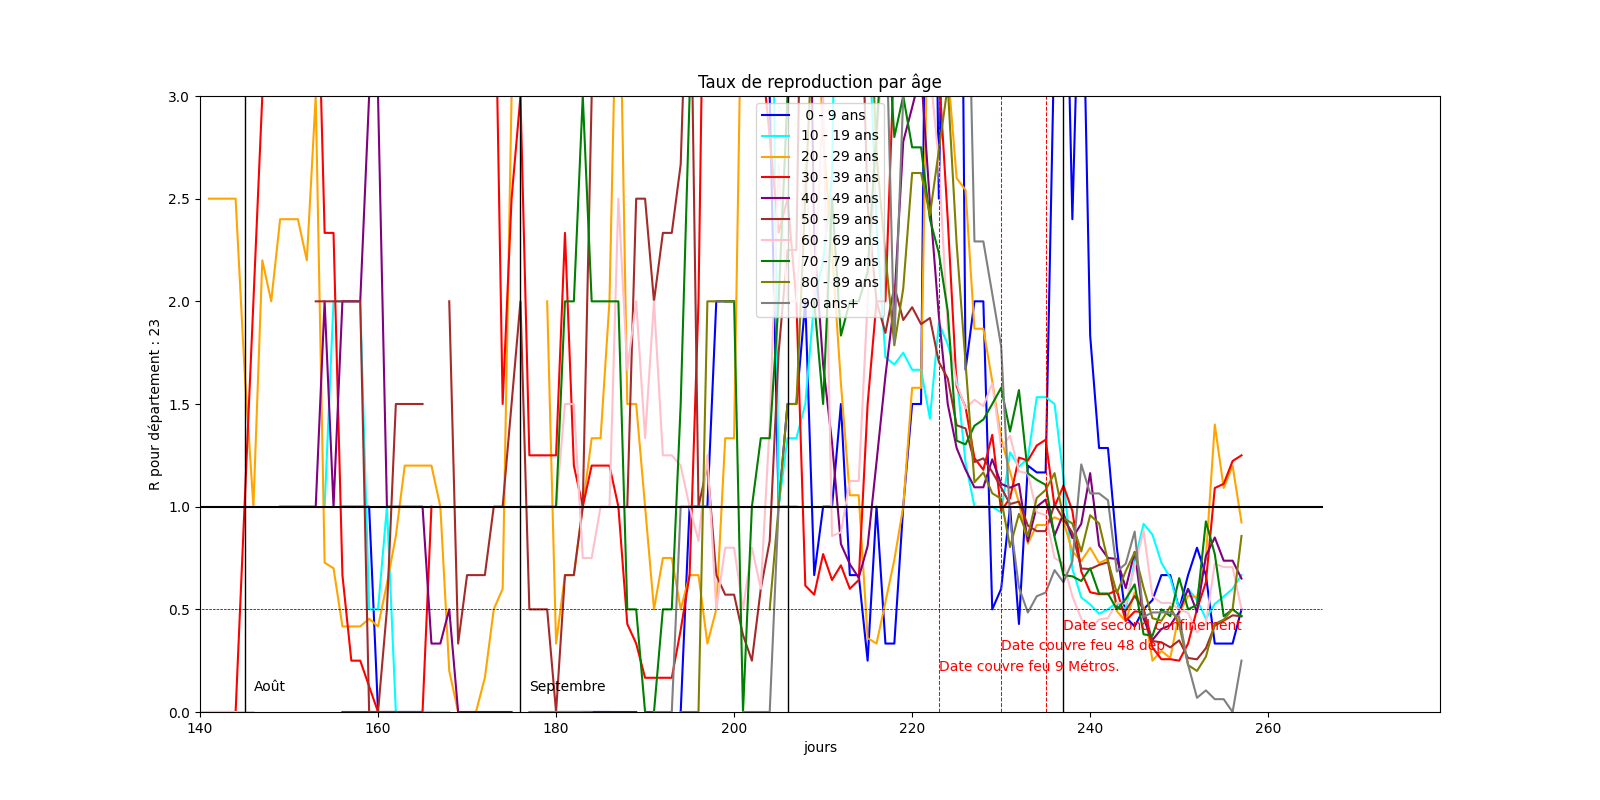 Taux de reproduction par âge
3.0
2.5
2.0
1.5
1.0
0.5
0.0
R pour département : 23
0 - 9 ans
10 - 19 ans
20 - 29 ans
30 - 39 ans
40 - 49 ans
50 - 59 ans
60 - 69 ans
70 - 79 ans
80 - 89 ans
90 ans+
Date second confinement
Date couvre feu 48 dép
Date couvre feu 9 Métros.
Août
Septembre
140
160
180
200
220
240
260
jours